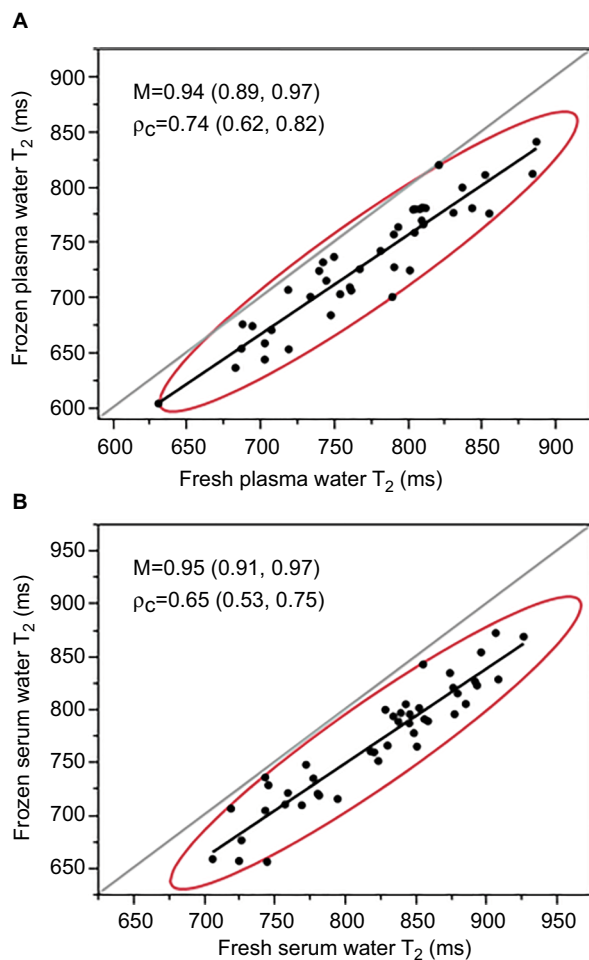 A
M=0.94 (0.89, 0.97)
ρc=0.74 (0.62, 0.82)
Frozen plasma water T2 (ms)
900
850
800
750
700
650
600
600 650 700 750 800 850 900
Fresh plasma water T2 (ms)
B
M=0.95 (0.91, 0.97)
ρc=0.65 (0.53, 0.75)
Frozen serum water T2 (ms)
950
900
850
800
750
700
650
650 700 750 800 850 900 950
Fresh serum water T2 (ms)